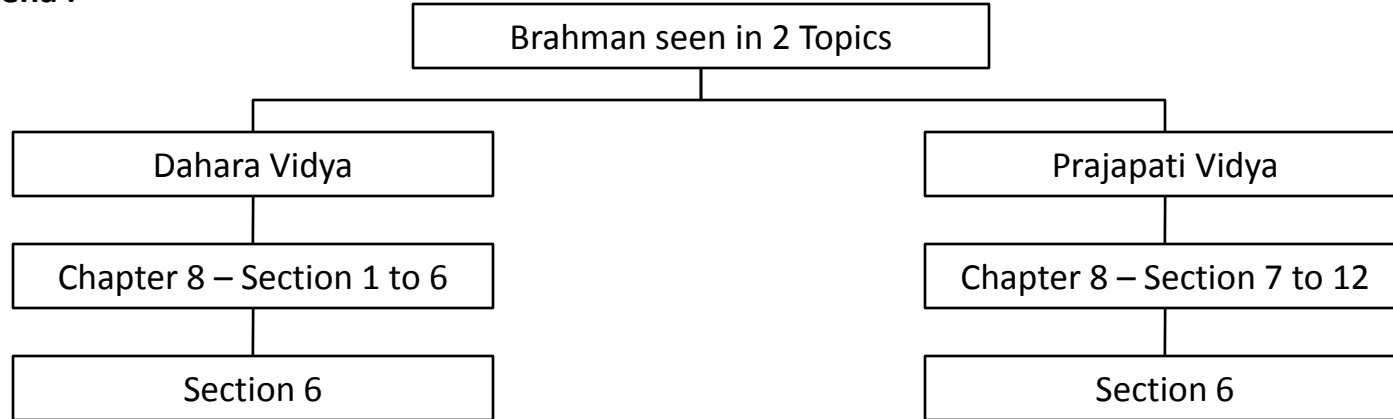 Brahman seen in 2 Topics
Dahara Vidya
Prajapati Vidya
Chapter 8 – Section 1 to 6
Chapter 8 – Section 7 to 12
Section 6
Section 6